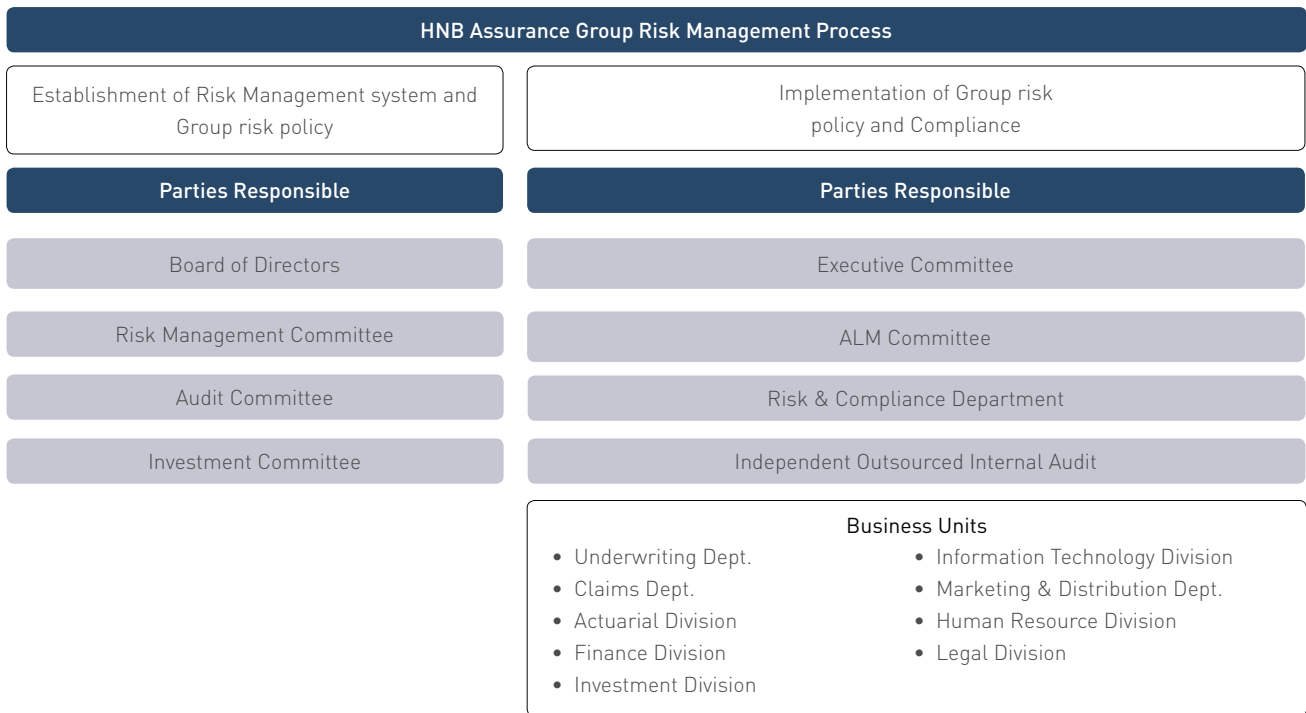 HNB Assurance Group Risk Management Process
Establishment of Risk Management system and
Group risk policy
Implementation of Group risk
policy and Compliance
Parties Responsible
Parties Responsible
Board of Directors
Executive Committee
Risk Management Committee
ALM Committee
Audit Committee
Risk & Compliance Department
Investment Committee
Independent Outsourced Internal Audit
Business Units
• Underwriting Dept.
• Claims Dept.
• Actuarial Division
• Finance Division
• Investment Division
• Information Technology Division
• Marketing & Distribution Dept.
• Human Resource Division
• Legal Division